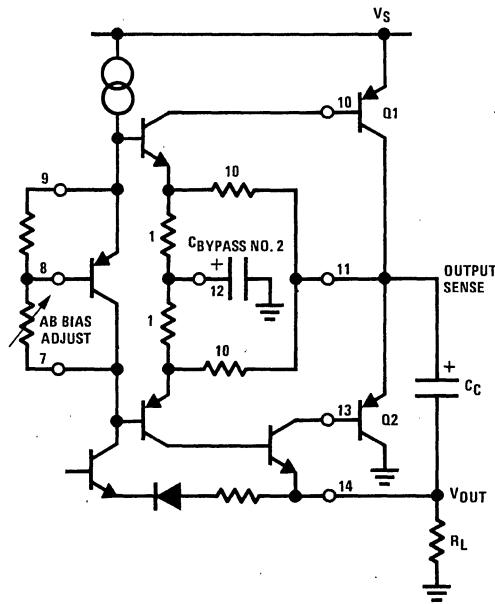 VS
10
Q1
9
10
1
CBYPASS NO. 2
+
8
12
11
OUTPUT
SENSE
AB BIAS
ADJUST
1
+
CC
7
10
13
Q2
14
VOUT
RL